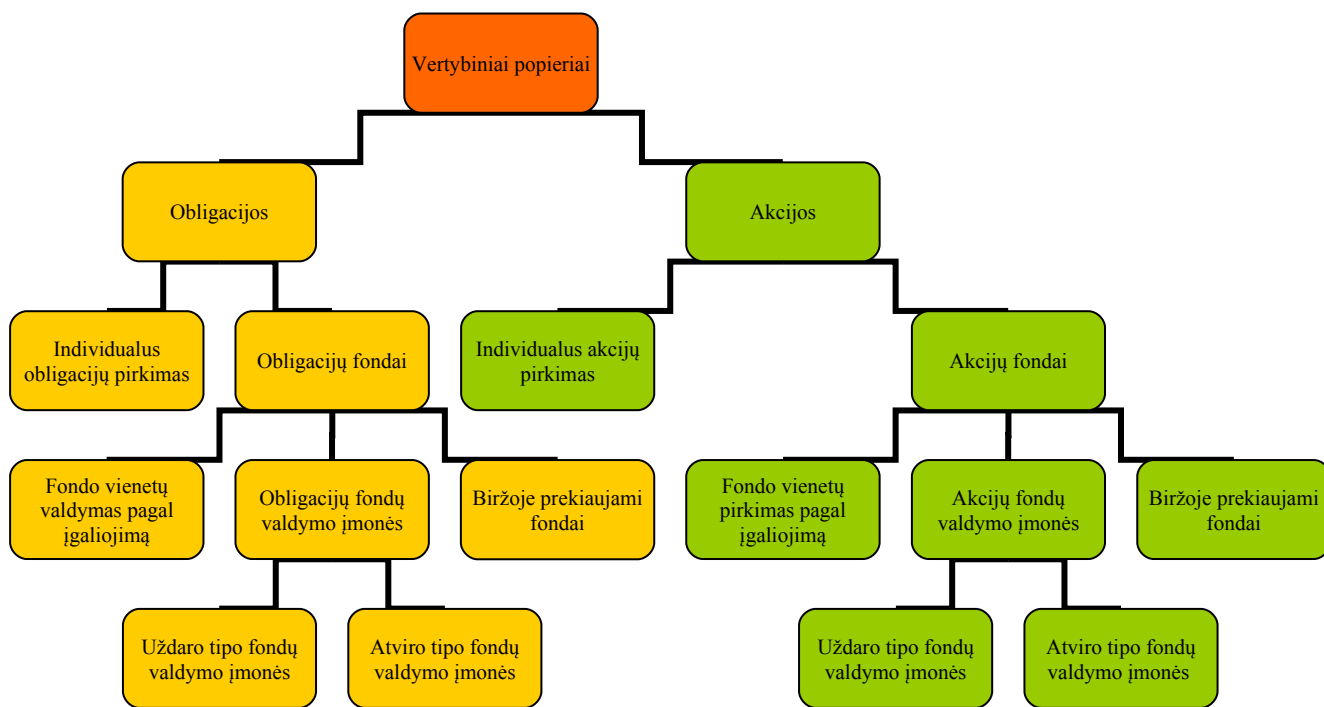 Vertybiniai popieriai
Obligacijos
Akcijos
Individualus
obligacijų pirkimas
Obligacijų fondai
Individualus akcijų
pirkimas
Akcijų fondai
Fondo vienetų
valdymas pagal
įgaliojimą
Obligacijų fondų
valdymo įmonės
Biržoje prekiaujami
fondai
Fondo vienetų
pirkimas pagal
įgaliojimą
Akcijų fondų
valdymo įmonės
Biržoje prekiaujami
fondai
Uždaro tipo fondų
valdymo įmonės
Atviro tipo fondų
valdymo įmonės
Uždaro tipo fondų
valdymo įmonės
Atviro tipo fondų
valdymo įmonės